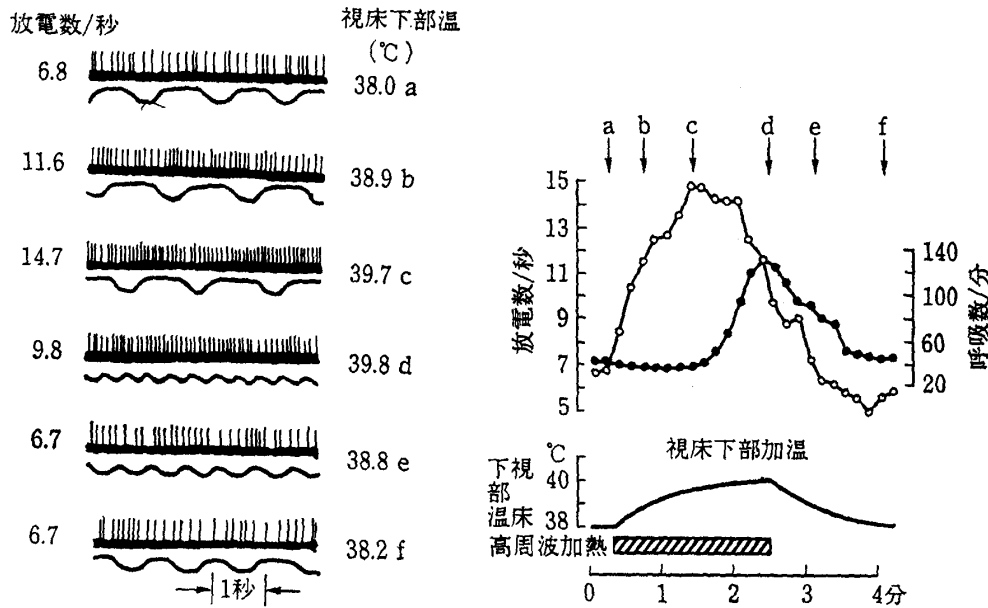 放電数/秒
視床下部温
(℃)
6.8
38.0 a
11.6
38.9 b
14.7
39.7 c
9.8
39.8 d
6.7
38.8 e
6.7
38.2 f
1秒
a b c d e f
放電数/秒
15
13
11
9
7
5
呼吸数/分
140
100
60
20
視床下部加温
下視
部
温床
℃
40
38
高周波加熱
0 1 2 3 4分